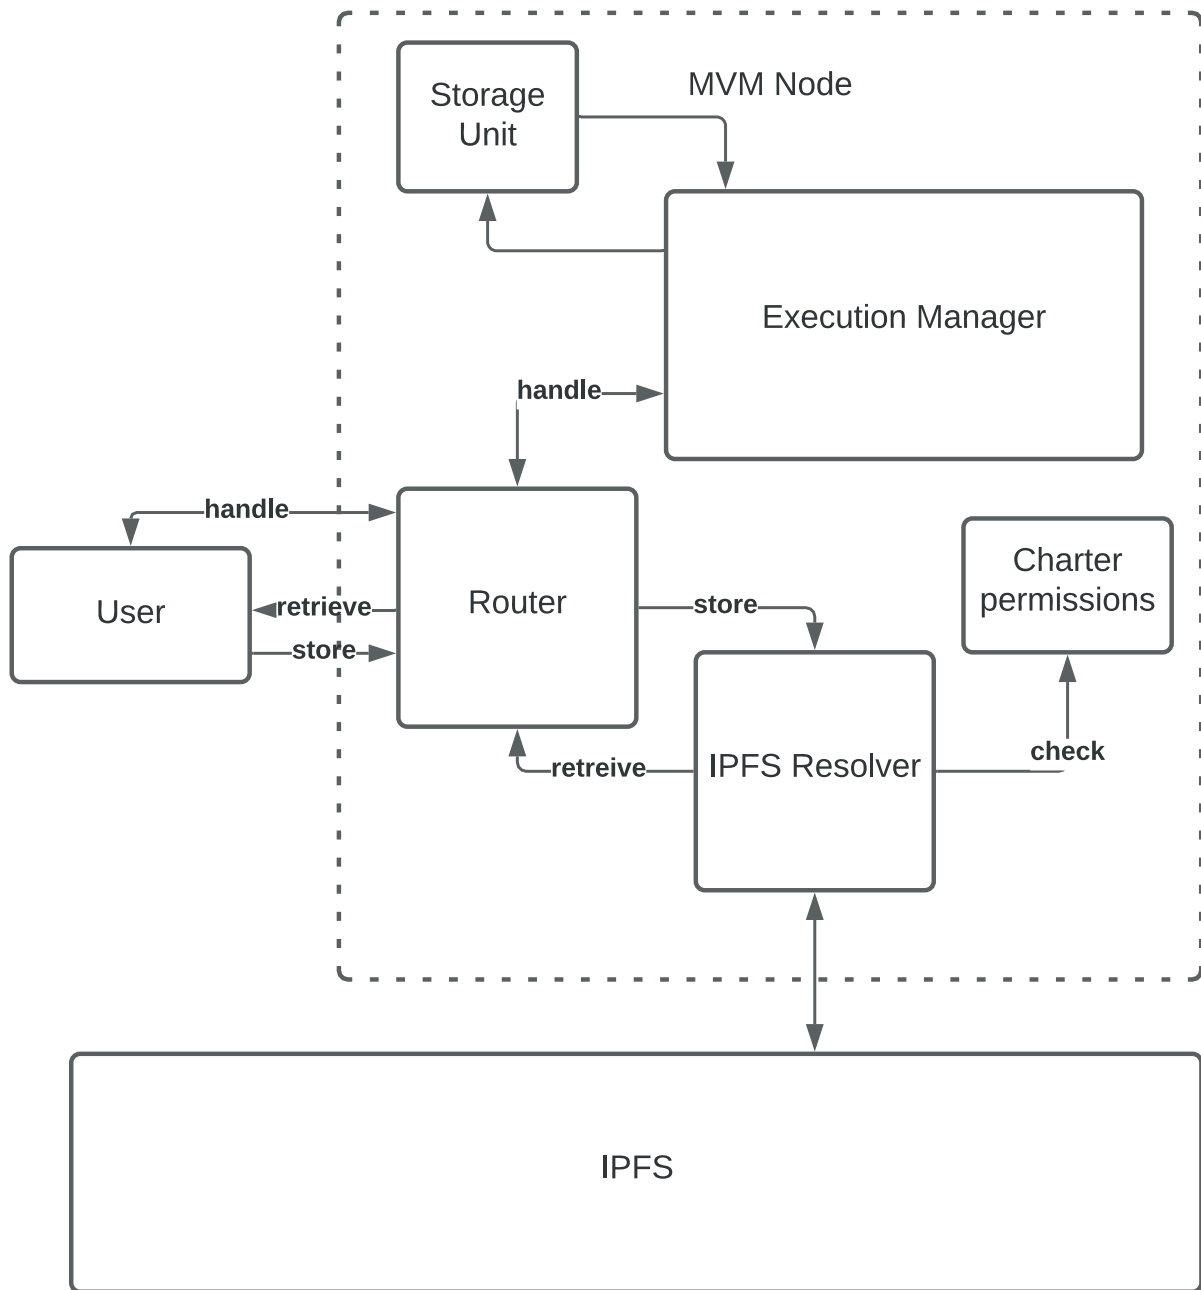 Storage
Unit
MVM Node
Execution Manager
handle
handle
User
retrieve
store
Router
store
Charter
permissions
IPFS Resolver
retreive
check
IPFS